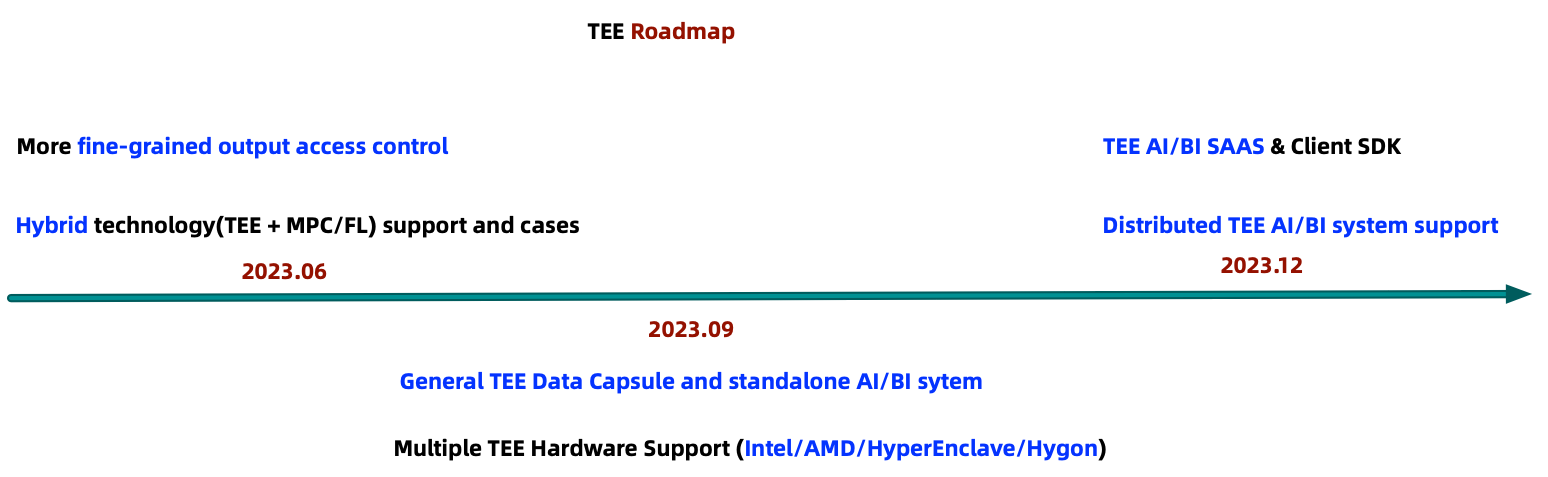 TEE Roadmap
More fine-grained output access control
Hybrid technology(TEE + MPC/FL) support and cases
2023.06
TEE AI/BI SAAS & Client SDK
Distributed TEE AI/BI system support
2023.12
2023.09
General TEE Data Capsule and standalone AI/BI sytem
Multiple TEE Hardware Support (Intel/AMD/HyperEnclave/Hygon)